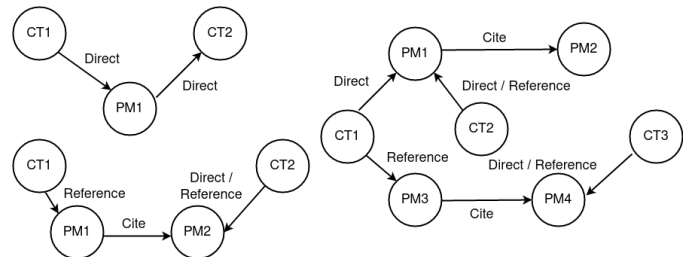 CT1
CT2
Direct
Direct
PM1
CT1
CT2
Reference
Direct /
Reference
PM1
Cite
PM2
PM1
Cite
PM2
Direct
Direct / Reference
CT1
CT2
CT3
Reference
Direct / Reference
PM3
Cite
PM4